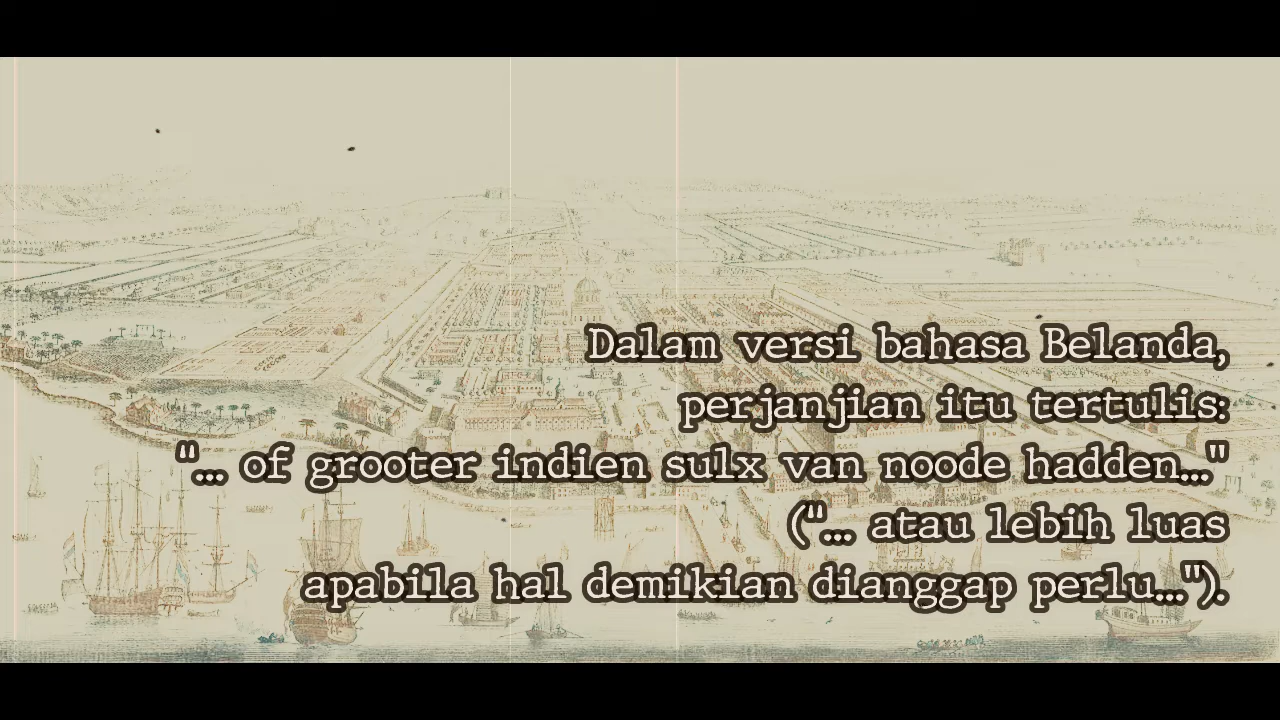 Dalam versi bahasa Belanda,
perjanjian itu tertulis:
"... of grooter indien sulx van noode hadden..."
("... atau lebih luas
apabila hal demikian dianggap perlu...").